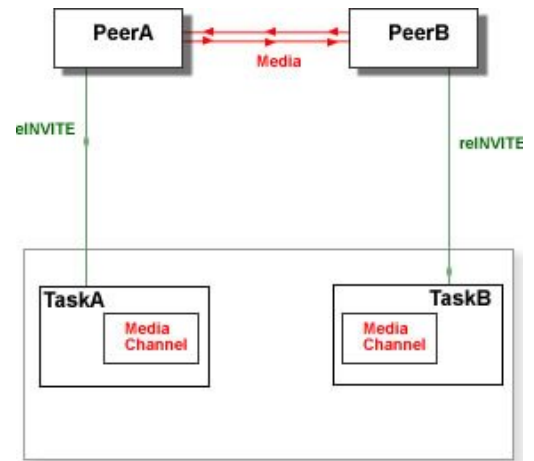 PeerA
PeerB
Media
eINVITE
reINVITE
TaskA
TaskB
Media
Channel
Media
Channel